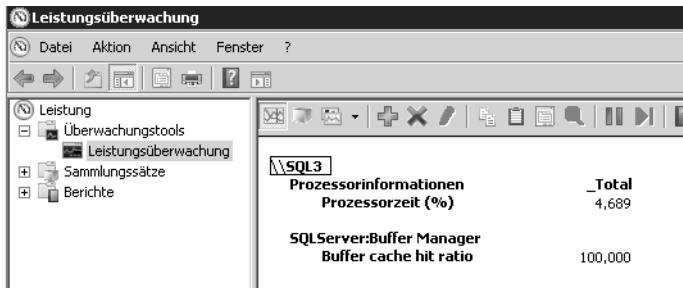 Leistungsüberwachung
Datei Aktion Ansicht Fenster ?
Leistung
Überwachungstools
Leistungsüberwachung
Sammlungssätze
Berichte
\\SQL3
Prozessorinformationen _Total
Prozessorzeit (%) 4,689
SQLServer:Buffer Manager
Buffer cache hit ratio 100,000